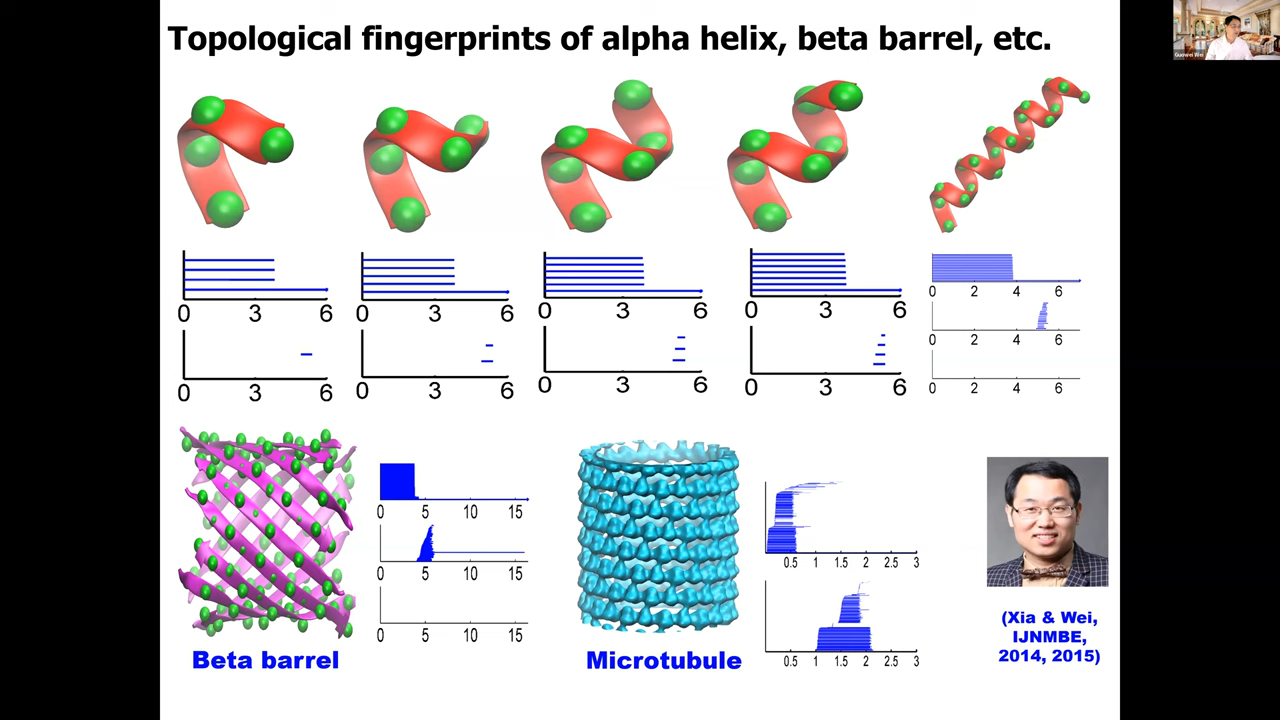 Topological fingerprints of alpha helix, beta barrel, etc.
Guowei Wei
0 3 6
0 3 6
0 3 6
0 3 6
0 2 4 6
0 3 6
0 3 6
0 3 6
0 3 6
0 2 4 6
0 2 4 6
0 5 10 15
0 5 10 15
0 5 10 15
0.5 1 1.5 2 2.5 3
0.5 1 1.5 2 2.5 3
Beta barrel
Microtubule
(Xia & Wei,
IJNMBE,
2014, 2015)